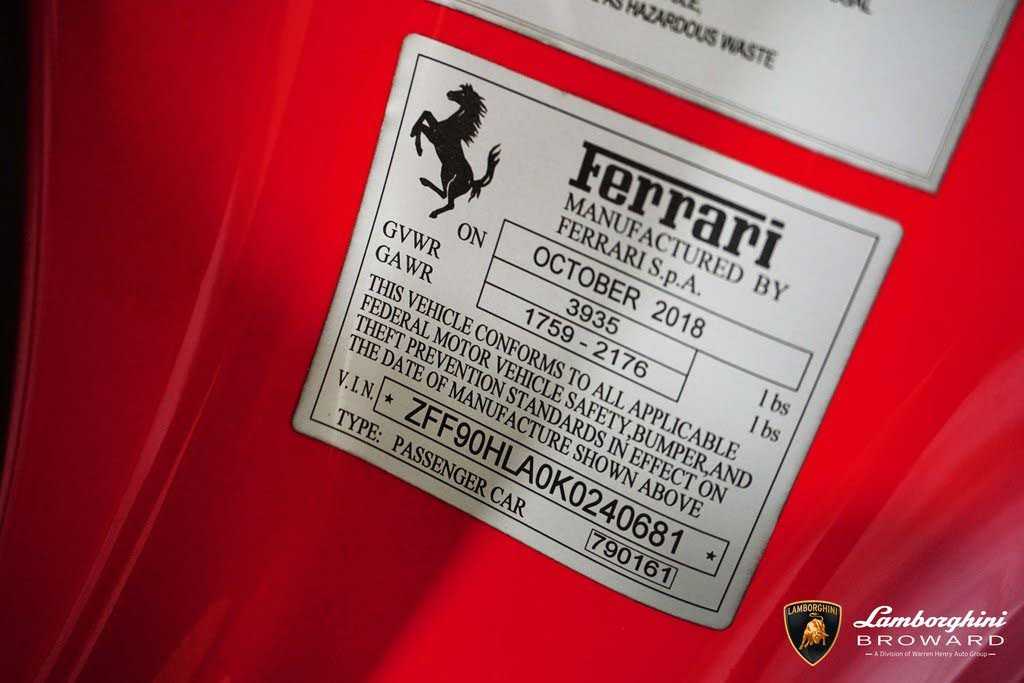 AS HAZARDOUS WASTE
Ferrari
MANUFACTURED BY
FERRARI S.p.A.
ON OCTOBER 2018
GVWR 3935 lbs
GAWR 1759 - 2176 lbs
THIS VEHICLE CONFORMS TO ALL APPLICABLE
FEDERAL MOTOR VEHICLE SAFETY,BUMPER,AND
THEFT PREVENTION STANDARDS IN EFFECT ON
THE DATE OF MANUFACTURE SHOWN ABOVE
V.I.N. * ZFF90HLA0K0240681 *
TYPE: PASSENGER CAR
790161
LAMBORGHINI
Lamborghini
BROWARD
A Division of Warren Henry Auto Group